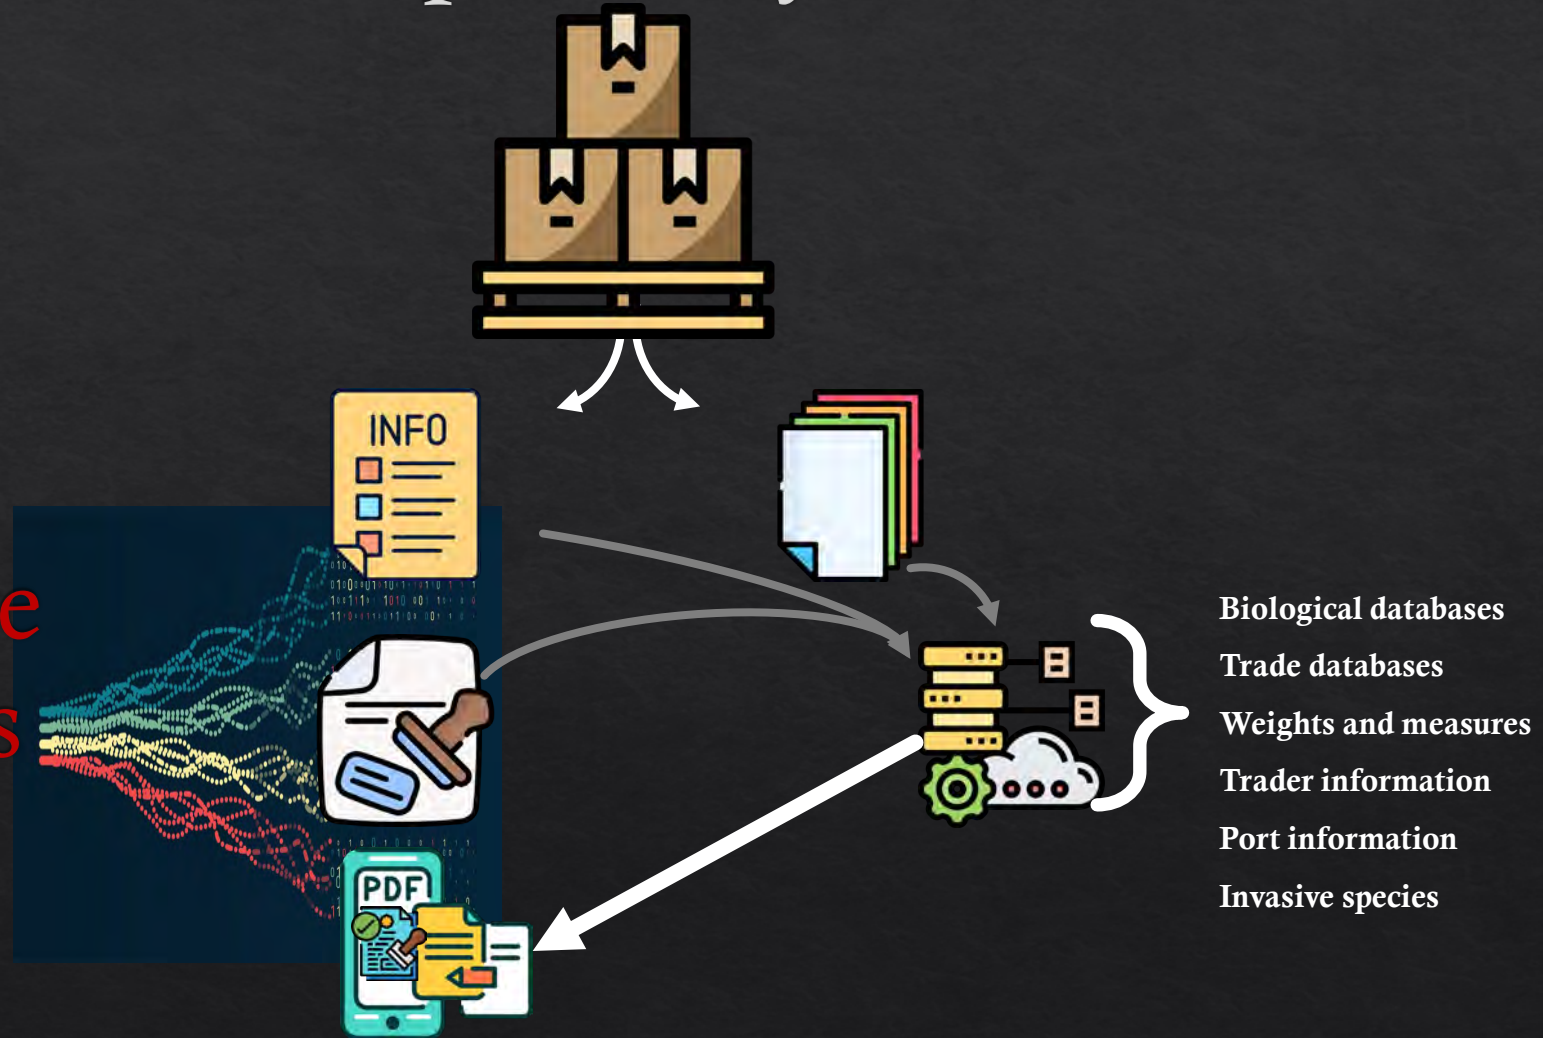 INFO
Biological databases
Trade databases
Weights and measures
Trader information
Port information
Invasive species
PDF